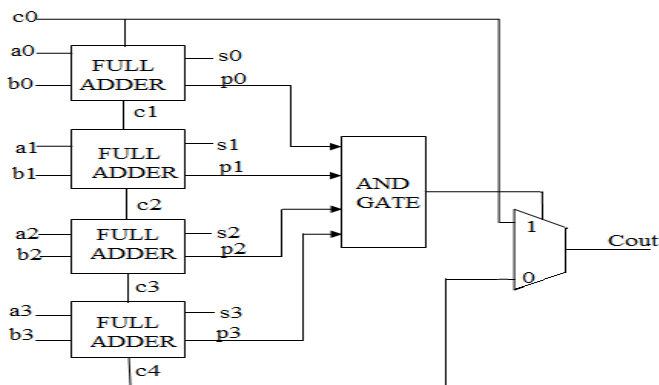 c0
a0
FULL
ADDER
s0
b0
p0
c1
a1
FULL
ADDER
s1
b1
p1
AND
GATE
c2
a2
FULL
ADDER
s2
b2
p2
1
Cout
0
c3
a3
FULL
ADDER
s3
b3
p3
c4